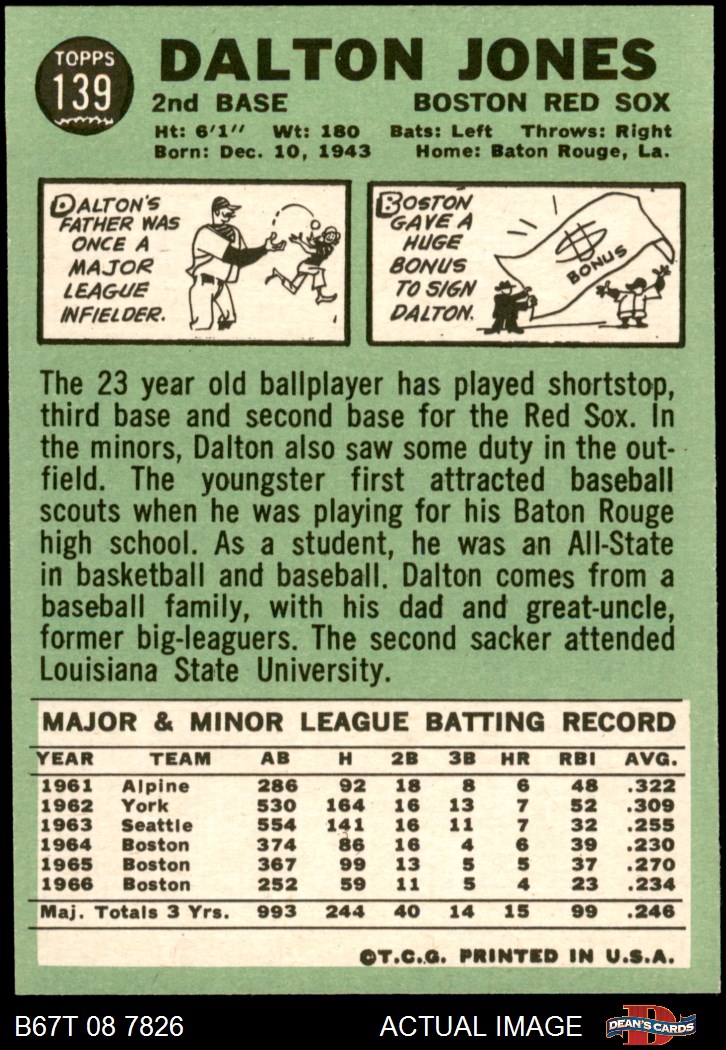 TOPPS
139
DALTON JONES
2nd BASE BOSTON RED SOX
Ht: 6'1" Wt: 180 Bats: Left Throws: Right
Born: Dec. 10, 1943 Home: Baton Rouge, La.
DALTON'S
FATHER WAS
ONCE A
MAJOR
LEAGUE
INFIELDER.
BOSTON
GAVE A
HUGE
BONUS
TO SIGN
DALTON.
$
BONUS
The 23 year old ballplayer has played shortstop,
third base and second base for the Red Sox. In
the minors, Dalton also saw some duty in the out-
field. The youngster first attracted baseball
scouts when he was playing for his Baton Rouge
high school. As a student, he was an All-State
in basketball and baseball. Dalton comes from a
baseball family, with his dad and great-uncle,
former big-leaguers. The second sacker attended
Louisiana State University.
MAJOR & MINOR LEAGUE BATTING RECORD
YEAR TEAM AB H 2B 3B HR RBI AVG.
1961 Alpine 286 92 18 8 6 48 .322
1962 York 530 164 16 13 7 52 .309
1963 Seattle 554 141 16 11 7 32 .255
1964 Boston 374 86 16 4 6 39 .230
1965 Boston 367 99 13 5 5 37 .270
1966 Boston 252 59 11 5 4 23 .234
Maj. Totals 3 Yrs. 993 244 40 14 15 99 .246
©T.C.G. PRINTED IN U.S.A.
B67T 08 7826 ACTUAL IMAGE
D
DEAN'S CARDS